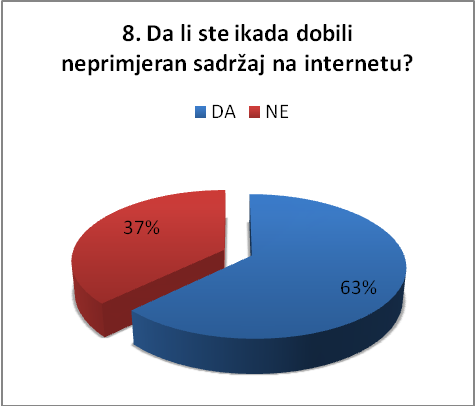 8. Da li ste ikada dobili
neprimjeran sadržaj na internetu?
DA NE
37%
63%